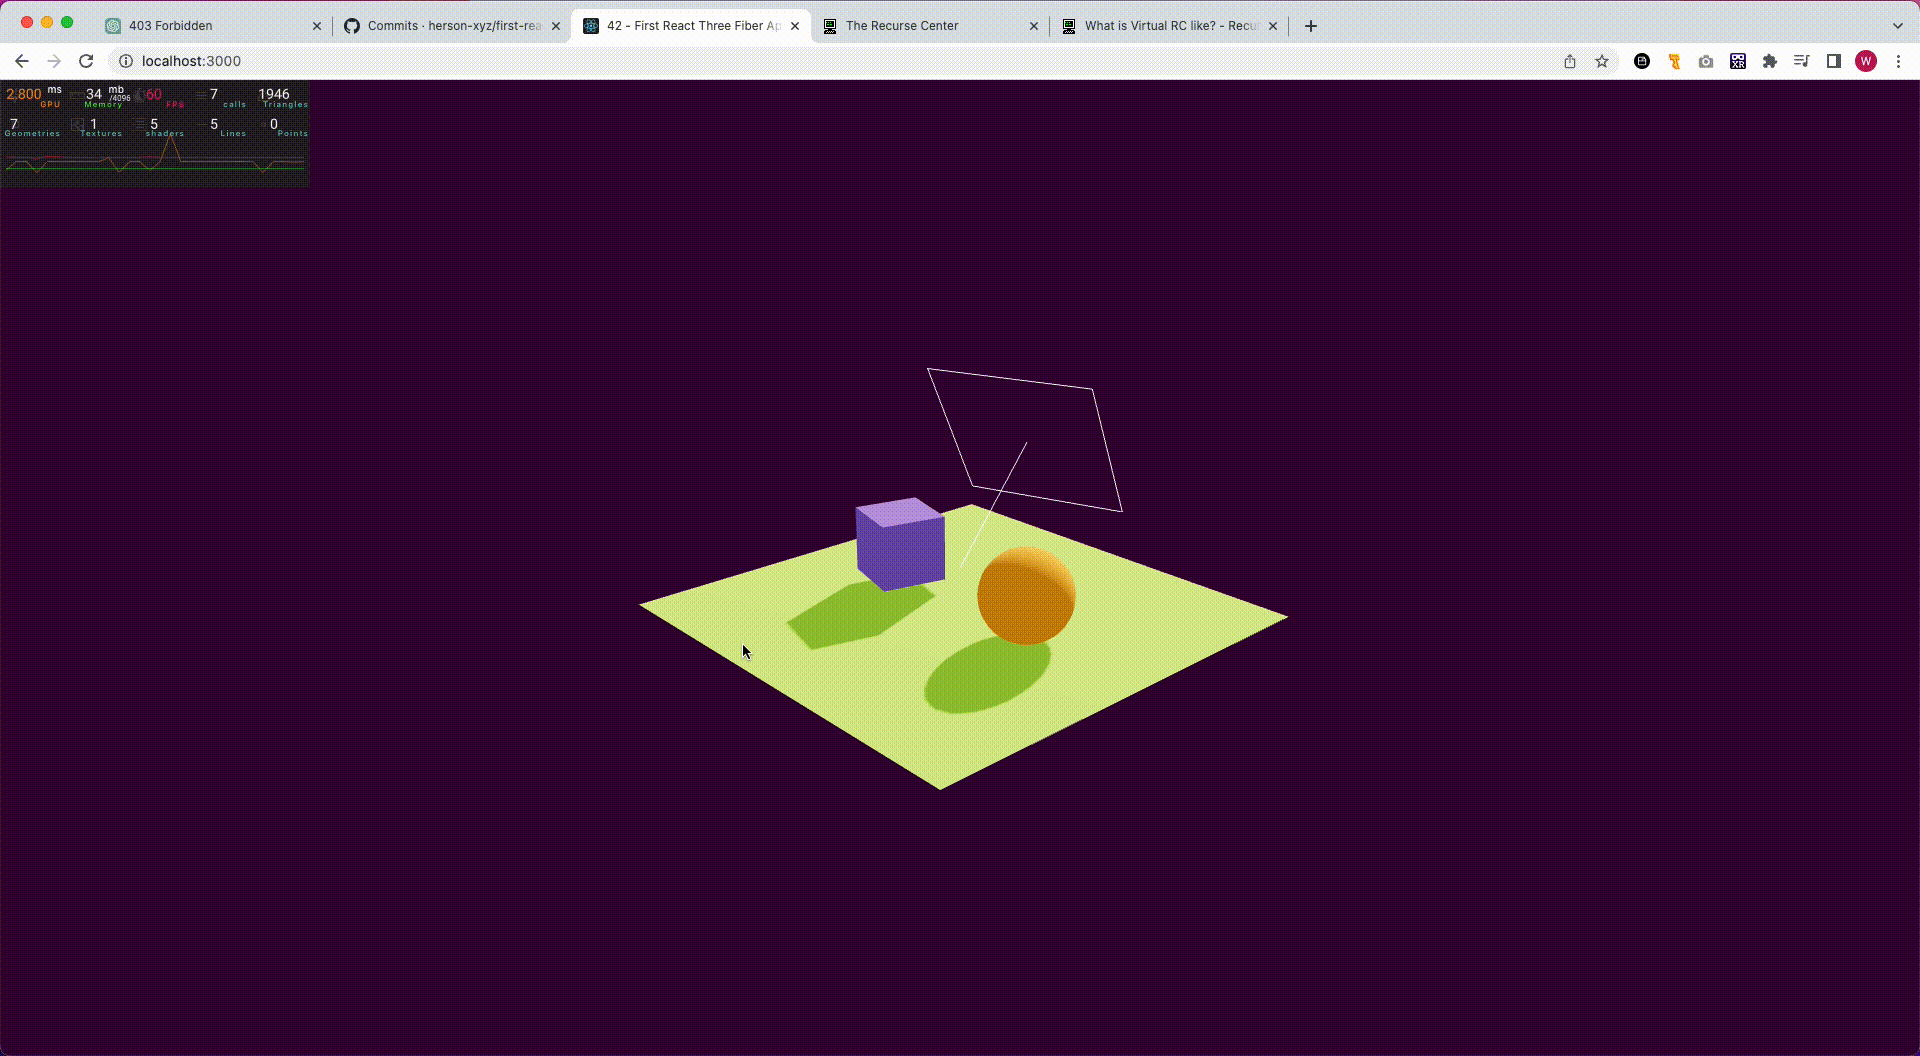 403 Forbidden
Commits · herson-xyz/first-rea
42 - First React Three Fiber Ap
The Recurse Center
What is Virtual RC like? - Recur
localhost:3000
XR
W
2.800 ms 34 mb /4096 60 7 1946
GPU Memory FPS calls Triangles
7 1 5 5 0
Geometries Textures shaders Lines Points